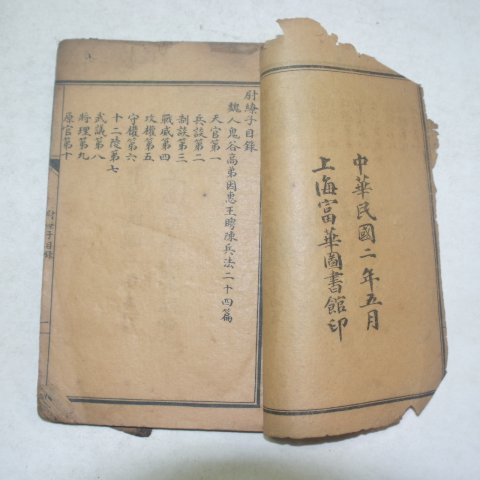 中華民國二年五月
上海富華圖書館印
尉繚子目錄
魏人鬼谷高弟因惠王聘陳兵法二十四篇
天官第一
兵談第二
制談第三
戰威第四
攻權第五
守權第六
十二陵第七
武議第八
將理第九
原官第十
尉繚子目錄
一